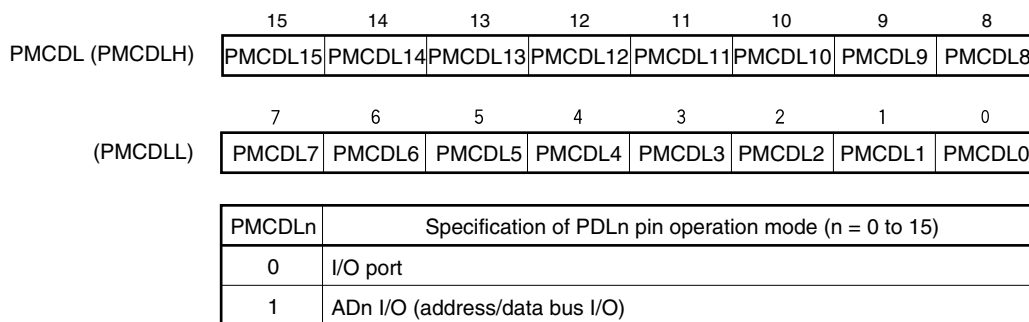 15 14 13 12 11 10 9 8
PMCDL (PMCDLH) PMCDL15 PMCDL14 PMCDL13 PMCDL12 PMCDL11 PMCDL10 PMCDL9 PMCDL8
7 6 5 4 3 2 1 0
(PMCDLL) PMCDL7 PMCDL6 PMCDL5 PMCDL4 PMCDL3 PMCDL2 PMCDL1 PMCDL0
PMCDLn Specification of PDLn pin operation mode (n = 0 to 15)
0 I/O port
1 ADn I/O (address/data bus I/O)